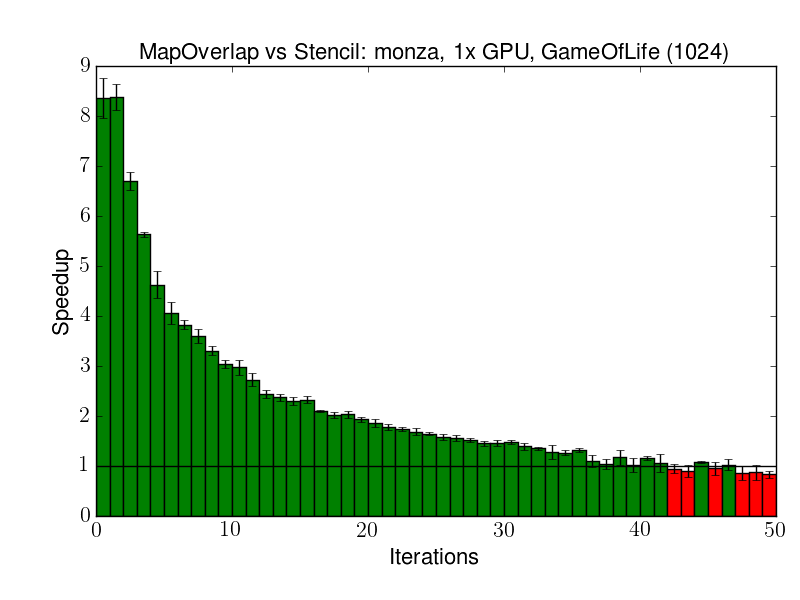 MapOverlap vs Stencil: monza, 1x GPU, GameOfLife (1024)
9
8
7
6
5
4
3
2
1
0
Speedup
0 10 20 30 40 50
Iterations